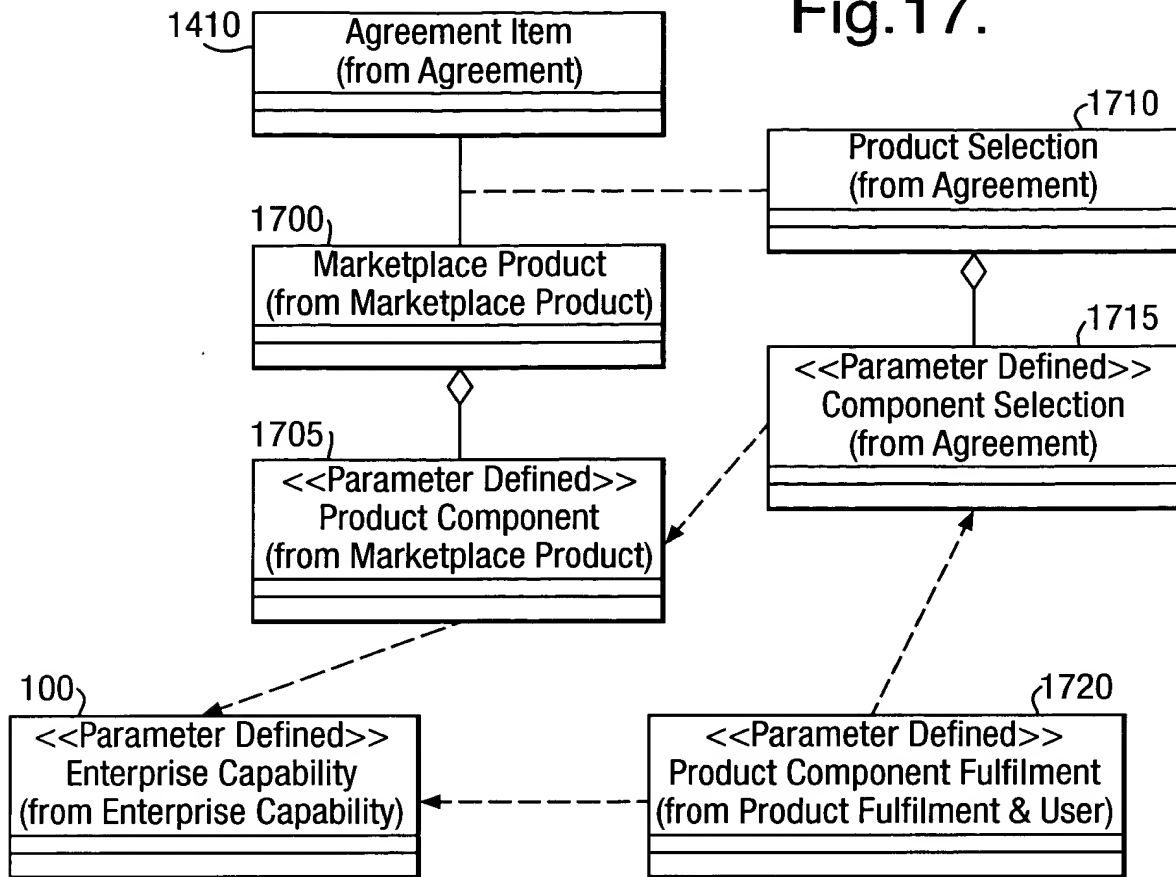 Fig.17.
1410
Agreement Item
(from Agreement)
1710
Product Selection
(from Agreement)
1700
Marketplace Product
(from Marketplace Product)
1715
<<Parameter Defined>>
Component Selection
(from Agreement)
1705
<<Parameter Defined>>
Product Component
(from Marketplace Product)
100
<<Parameter Defined>>
Enterprise Capability
(from Enterprise Capability)
1720
<<Parameter Defined>>
Product Component Fulfilment
(from Product Fulfilment & User)